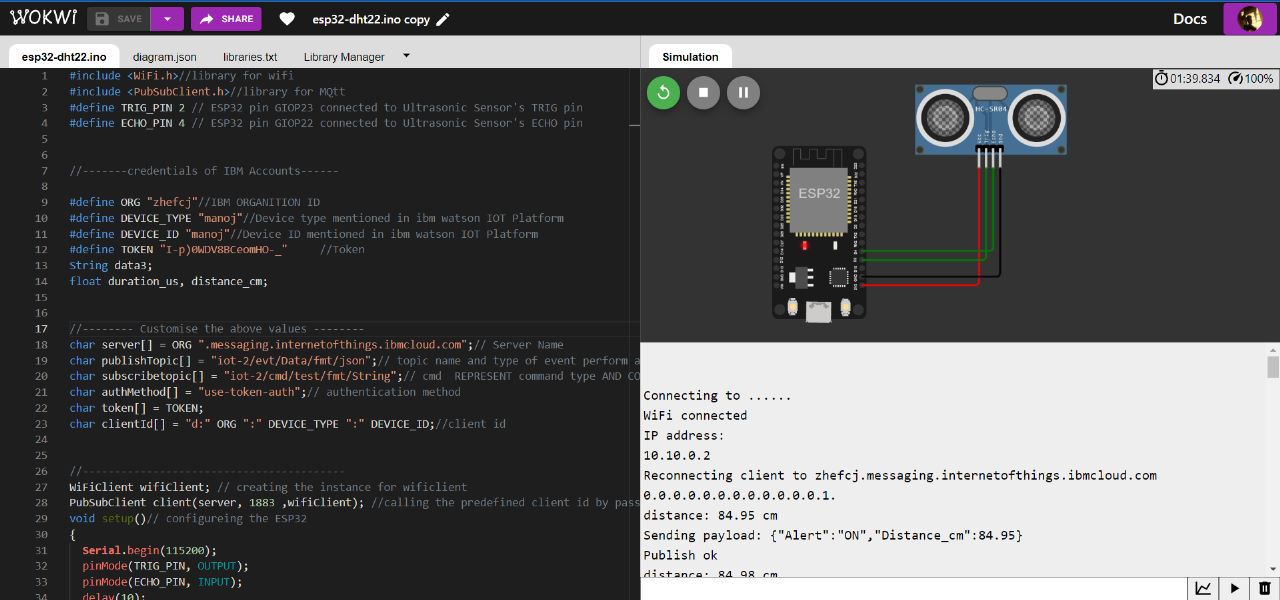 WOKWI SAVE SHARE esp32-dht22.ino copy Docs
esp32-dht22.ino diagram.json libraries.txt Library Manager
1 #include <WiFi.h>//library for wifi
2 #include <PubSubClient.h>//library for MQtt
3 #define TRIG_PIN 2 // ESP32 pin GIOP23 connected to Ultrasonic Sensor's TRIG pin
4 #define ECHO_PIN 4 // ESP32 pin GIOP22 connected to Ultrasonic Sensor's ECHO pin
5
6
7 //-------credentials of IBM Accounts------
8
9 #define ORG "zhefcj"//IBM ORGANITION ID
10 #define DEVICE_TYPE "manoj"//Device type mentioned in ibm watson IOT Platform
11 #define DEVICE_ID "manoj"//Device ID mentioned in ibm watson IOT Platform
12 #define TOKEN "I-p)0WDV8BCeomHO-_" //Token
13 String data3;
14 float duration_us, distance_cm;
15
16
17 //-------- Customise the above values --------
18 char server[] = ORG ".messaging.internetofthings.ibmcloud.com";// Server Name
19 char publishTopic[] = "iot-2/evt/Data/fmt/json";// topic name and type of event perform a
20 char subscribetopic[] = "iot-2/cmd/test/fmt/String";// cmd REPRESENT command type AND CO
21 char authMethod[] = "use-token-auth";// authentication method
22 char token[] = TOKEN;
23 char clientId[] = "d:" ORG ":" DEVICE_TYPE ":" DEVICE_ID;//client id
24
25
26 //-----------------------------------------
27 WiFiClient wifiClient; // creating the instance for wificlient
28 PubSubClient client(server, 1883 ,wifiClient); //calling the predefined client id by pass
29 void setup()// configureing the ESP32
30 {
31 Serial.begin(115200);
32 pinMode(TRIG_PIN, OUTPUT);
33 pinMode(ECHO_PIN, INPUT);
34 delay(10);
Simulation
01:39.834 100%
HC-SR04
ESP32
Connecting to ......
WiFi connected
IP address:
10.10.0.2
Reconnecting client to zhefcj.messaging.internetofthings.ibmcloud.com
0.0.0.0.0.0.0.0.0.0.0.0.1.
distance: 84.95 cm
Sending payload: {"Alert":"ON","Distance_cm":84.95}
Publish ok
distance: 84.98 cm